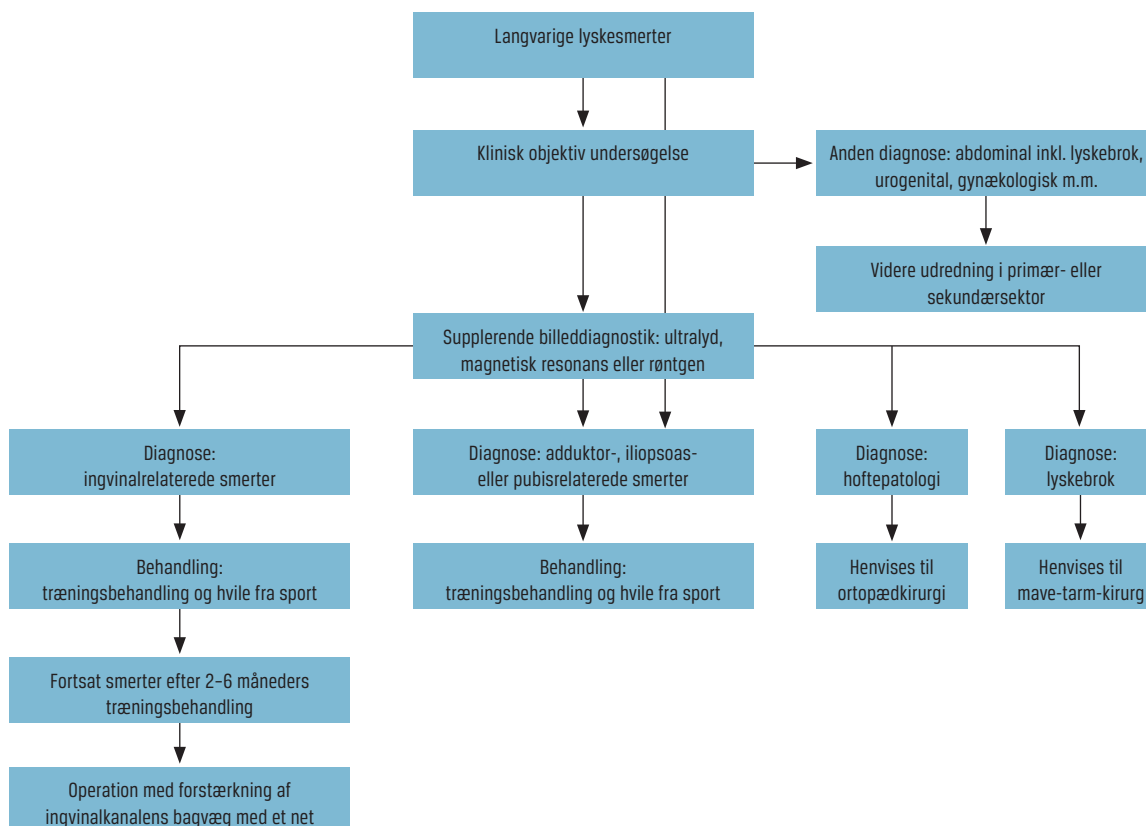 Langvarige lyskesmerter
Klinisk objektiv undersøgelse
Anden diagnose: abdominal inkl. lyskebrok,
urogenital, gynækologisk m.m.
Videre udredning i primær- eller
sekundærsektor
Supplerende billeddiagnostik: ultralyd,
magnetisk resonans eller røntgen
Diagnose:
ingvinalrelaterede smerter
Diagnose: adduktor-, iliopsoas-
eller pubisrelaterede smerter
Diagnose:
hoftepatologi
Diagnose:
lyskebrok
Behandling:
træningsbehandling og hvile fra sport
Behandling:
træningsbehandling og hvile fra sport
Henvises til
ortopædkirurgi
Henvises til
mave-tarm-kirurg
Fortsat smerter efter 2–6 måneders
træningsbehandling
Operation med forstærkning af
ingvinalkanalens bagvæg med et net